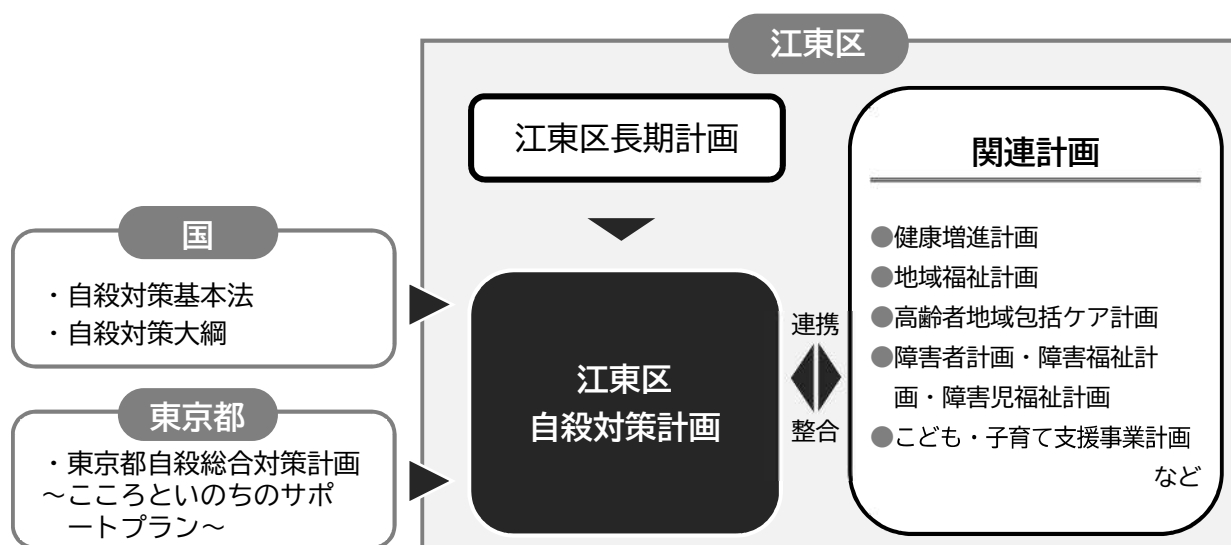 江東区
江東区長期計画
国
・自殺対策基本法
・自殺対策大綱
東京都
・東京都自殺総合対策計画
～こころといのちのサポ
ートプラン～
江東区
自殺対策計画
連携
整合
関連計画
●健康増進計画
●地域福祉計画
●高齢者地域包括ケア計画
●障害者計画・障害福祉計
画・障害児福祉計画
●こども・子育て支援事業計画
など